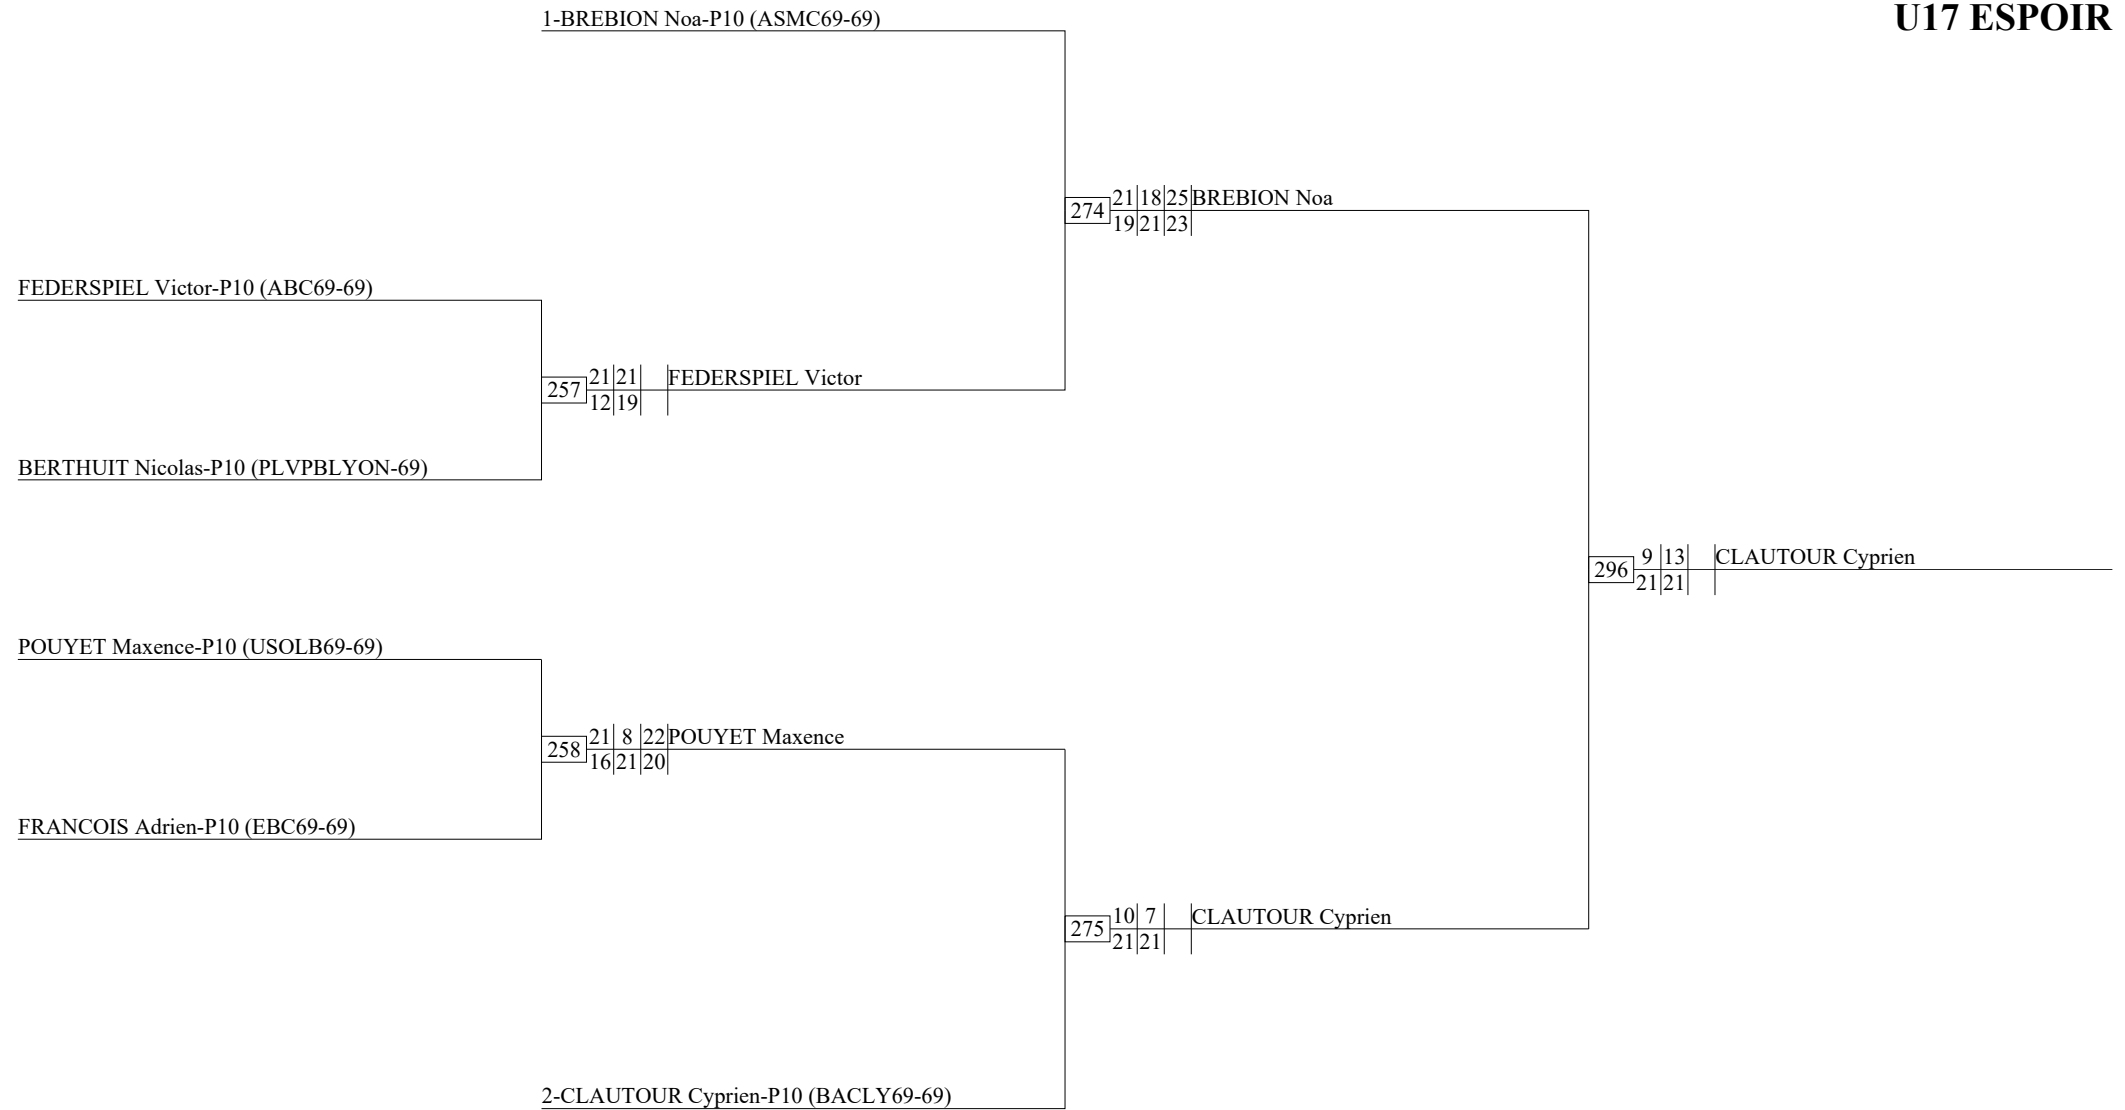 1-BREBION Noa-P10 (ASMC69-69)
U17 ESPOIR
21 18 25 BREBION Noa
274
19 21 23
FEDERSPIEL Victor-P10 (ABC69-69)
21 21 FEDERSPIEL Victor
257
12 19
BERTHUIT Nicolas-P10 (PLVPBLYON-69)
9 13 CLAUTOUR Cyprien
296
21 21
POUYET Maxence-P10 (USOLB69-69)
21 8 22 POUYET Maxence
258
16 21 20
FRANCOIS Adrien-P10 (EBC69-69)
10 7 CLAUTOUR Cyprien
275
21 21
2-CLAUTOUR Cyprien-P10 (BACLY69-69)